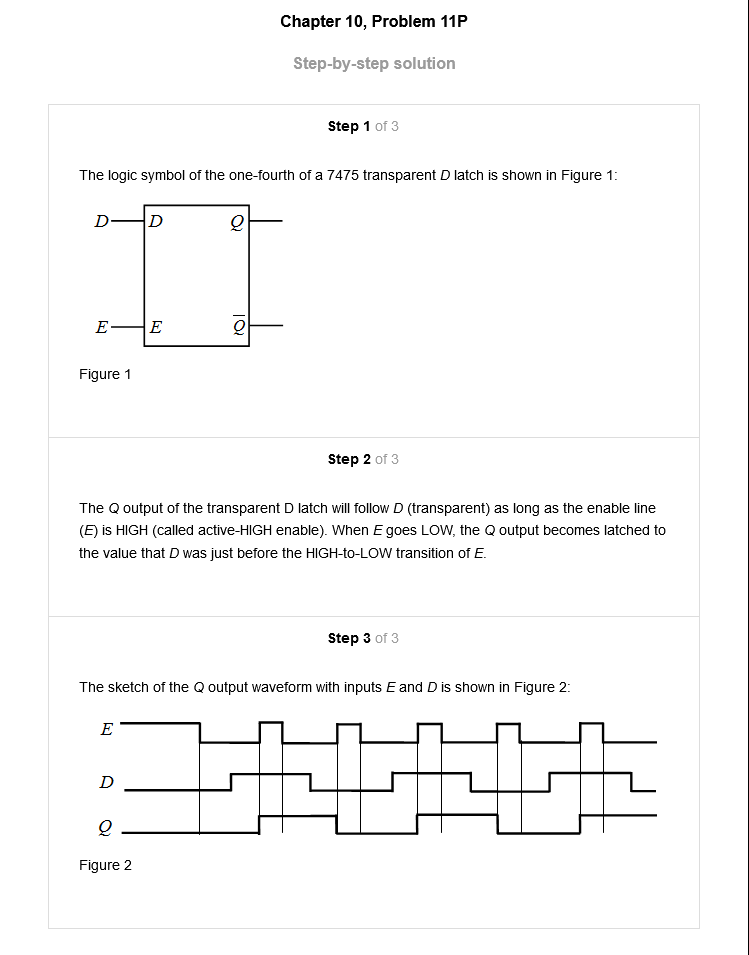 Chapter 10, Problem 11P
Step-by-step solution
Step 1 of 3
The logic symbol of the one-fourth of a 7475 transparent D latch is shown in Figure 1:
D D Q
E E Q̅
Figure 1
Step 2 of 3
The Q output of the transparent D latch will follow D (transparent) as long as the enable line
(E) is HIGH (called active-HIGH enable). When E goes LOW, the Q output becomes latched to
the value that D was just before the HIGH-to-LOW transition of E.
Step 3 of 3
The sketch of the Q output waveform with inputs E and D is shown in Figure 2:
E
D
Q
Figure 2